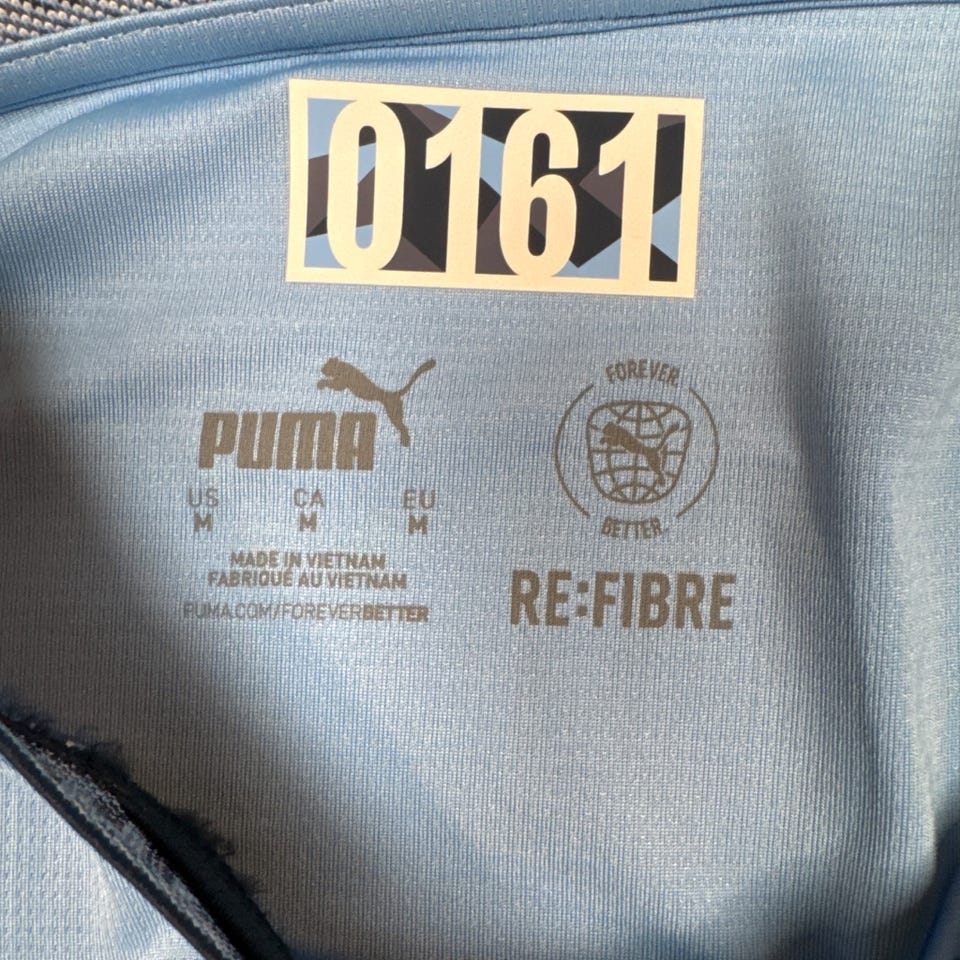 0161
PUMA
US CA EU
M M M
MADE IN VIETNAM
FABRIQUÉ AU VIETNAM
PUMA.COM/FOREVERBETTER
FOREVER.
BETTER.
RE:FIBRE